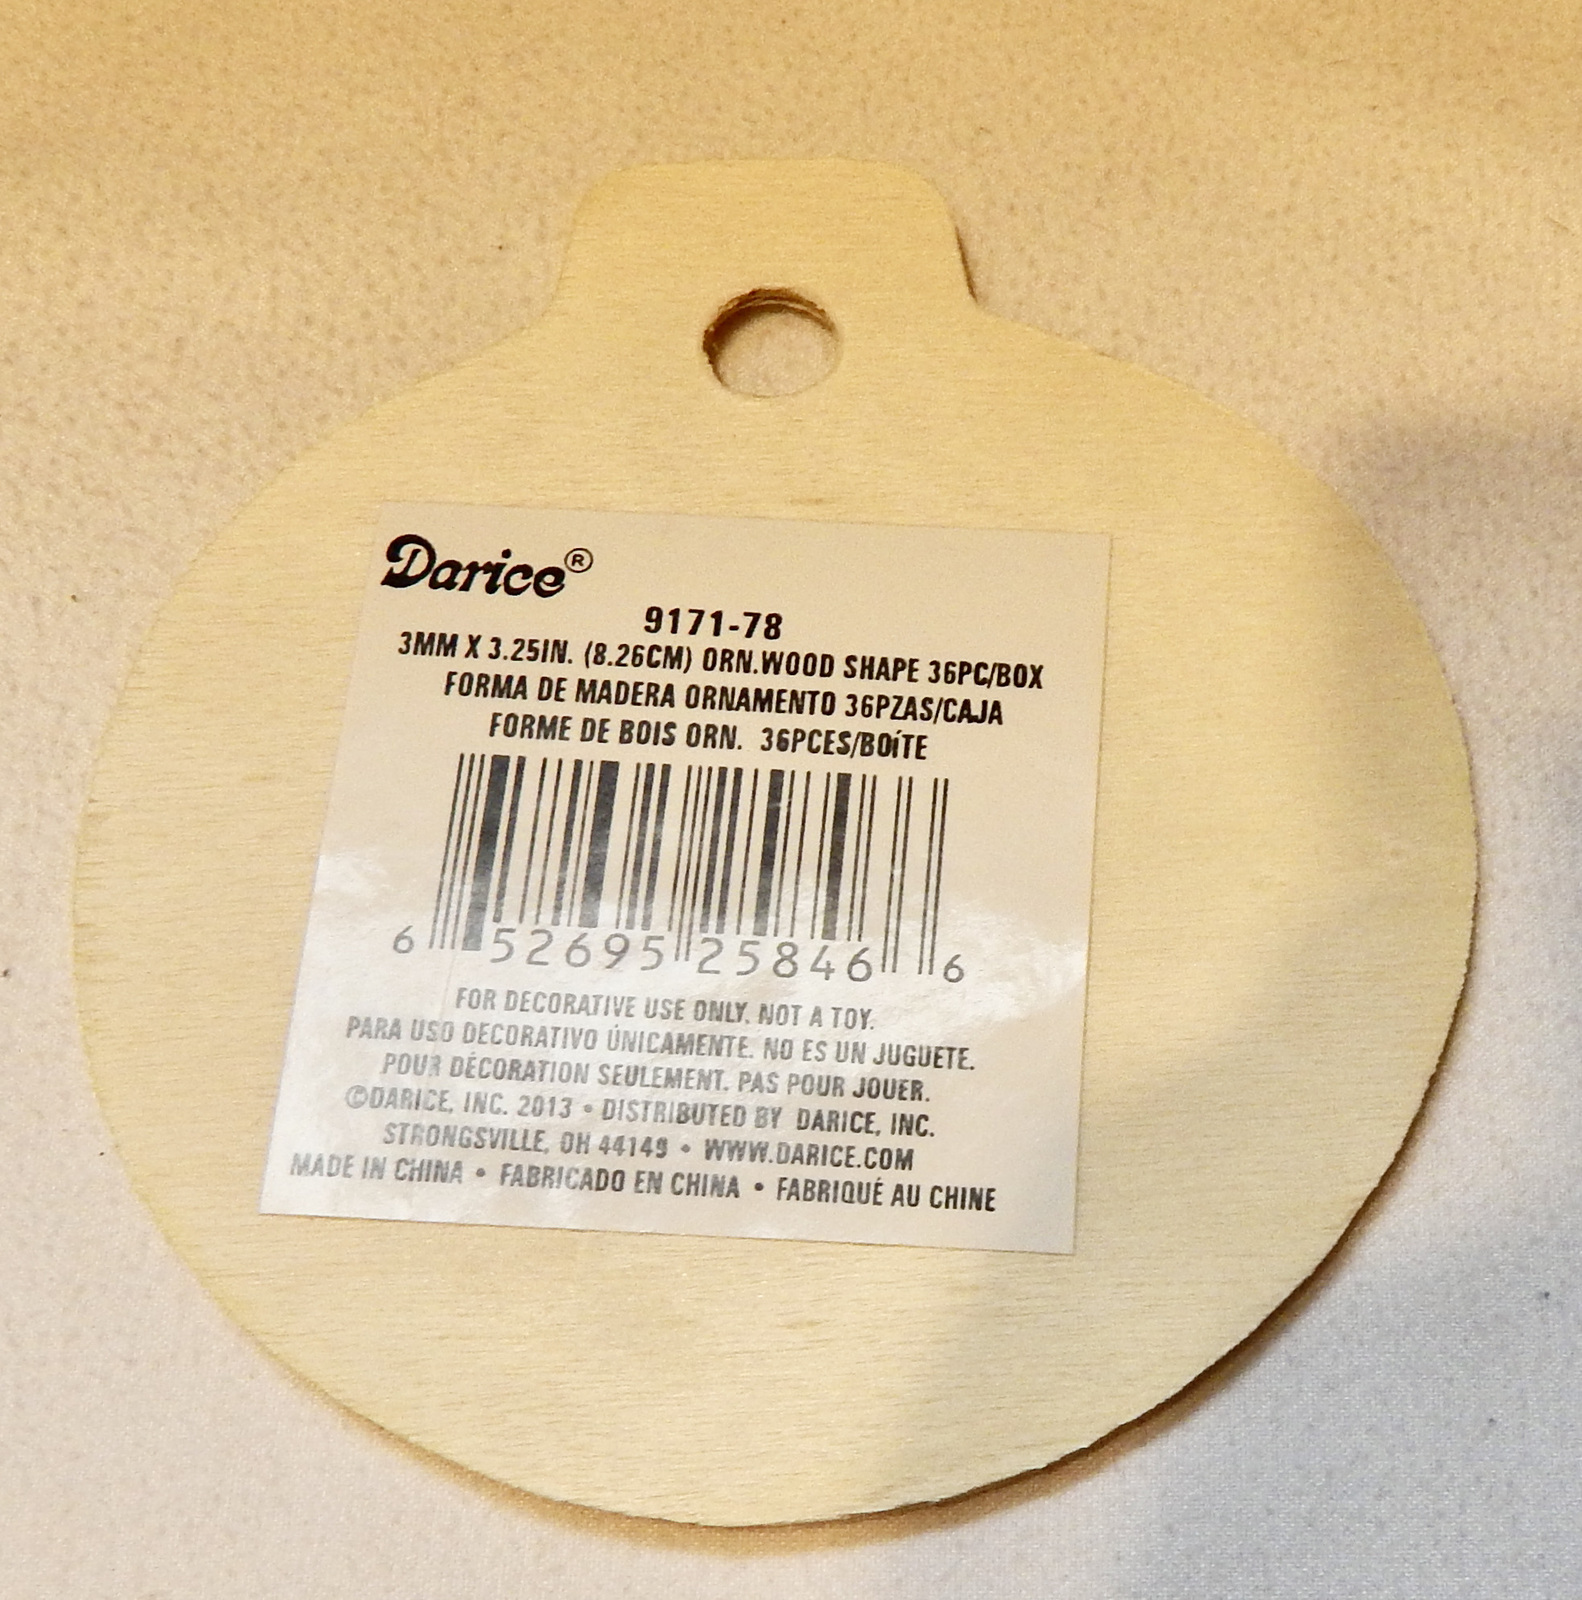 Darice®
9171-78
3MM X 3.25IN. (8.26CM) ORN.WOOD SHAPE 36PC/BOX
FORMA DE MADERA ORNAMENTO 36PZAS/CAJA
FORME DE BOIS ORN. 36PCES/BOíTE
6 52695 25846 6
FOR DECORATIVE USE ONLY. NOT A TOY.
PARA USO DECORATIVO ÚNICAMENTE. NO ES UN JUGUETE.
POUR DÉCORATION SEULEMENT. PAS POUR JOUER.
©DARICE, INC. 2013 • DISTRIBUTED BY DARICE, INC.
STRONGSVILLE, OH 44149 • WWW.DARICE.COM
MADE IN CHINA • FABRICADO EN CHINA • FABRIQUÉ AU CHINE